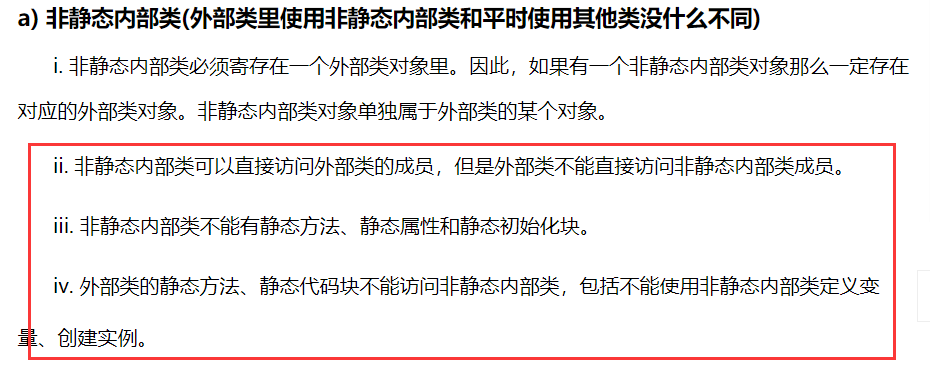 a) 非静态内部类(外部类里使用非静态内部类和平时使用其他类没什么不同)
i. 非静态内部类必须寄存在一个外部类对象里。因此，如果有一个非静态内部类对象那么一定存在
对应的外部类对象。非静态内部类对象单独属于外部类的某个对象。
ii. 非静态内部类可以直接访问外部类的成员，但是外部类不能直接访问非静态内部类成员。
iii. 非静态内部类不能有静态方法、静态属性和静态初始化块。
iv. 外部类的静态方法、静态代码块不能访问非静态内部类，包括不能使用非静态内部类定义变
量、创建实例。